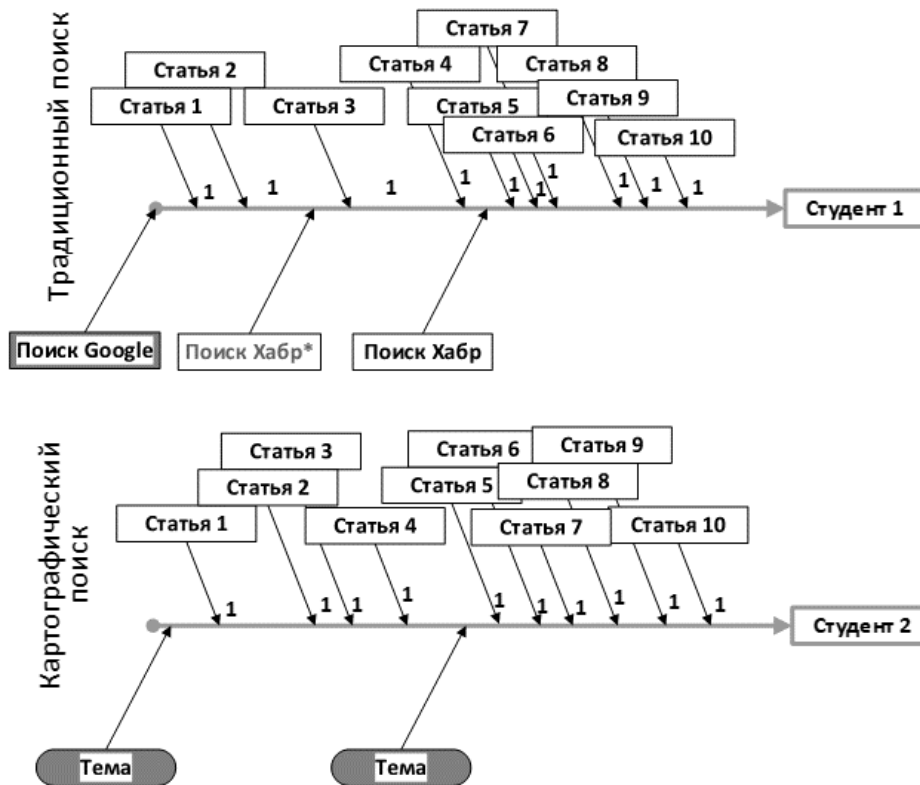 Традиционный поиск
Статья 7
Статья 2
Статья 4
Статья 8
Статья 1
Статья 3
Статья 5
Статья 9
Статья 6
Статья 10
1
1
1
1
1
1
1
1
1
1
Студент 1
Поиск Google
Поиск Хабр*
Поиск Хабр
Картографический
поиск
Статья 3
Статья 6
Статья 9
Статья 2
Статья 5
Статья 8
Статья 1
Статья 4
Статья 7
Статья 10
1
1
1
1
1
1
1
1
1
1
Студент 2
Тема
Тема